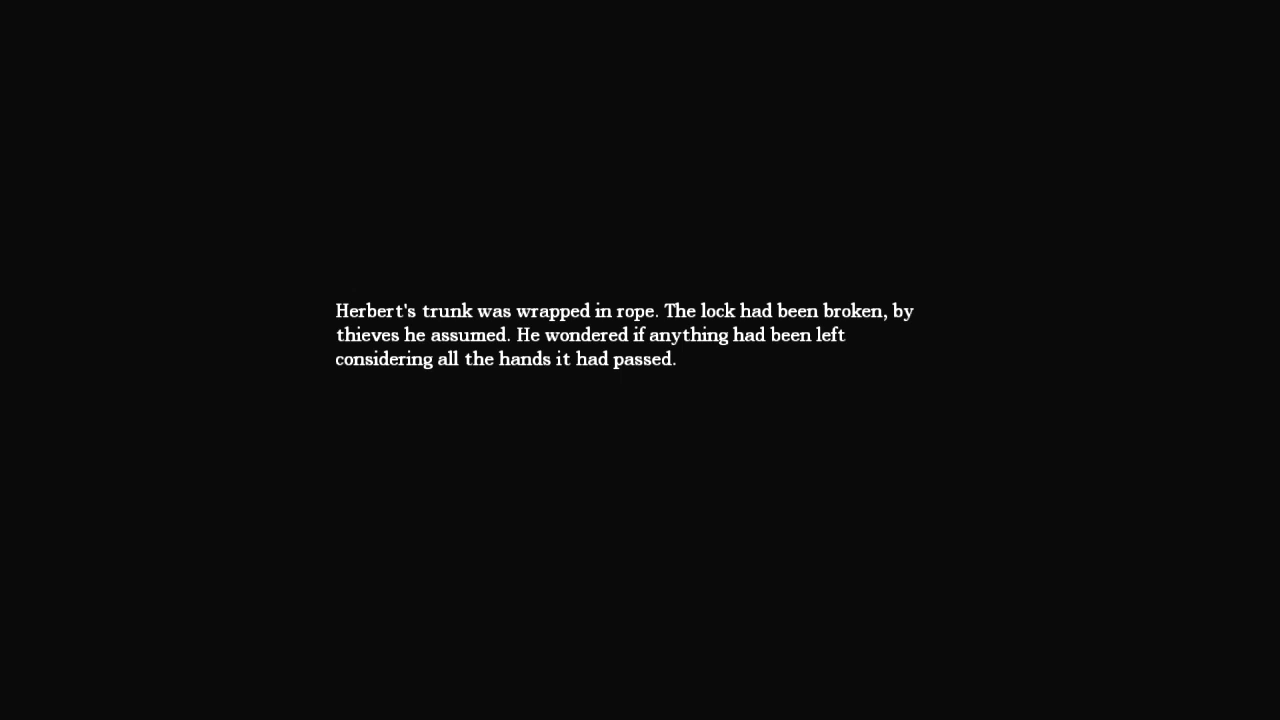 Herbert's trunk was wrapped in rope. The lock had been broken, by
thieves he assumed. He wondered if anything had been left
considering all the hands it had passed.